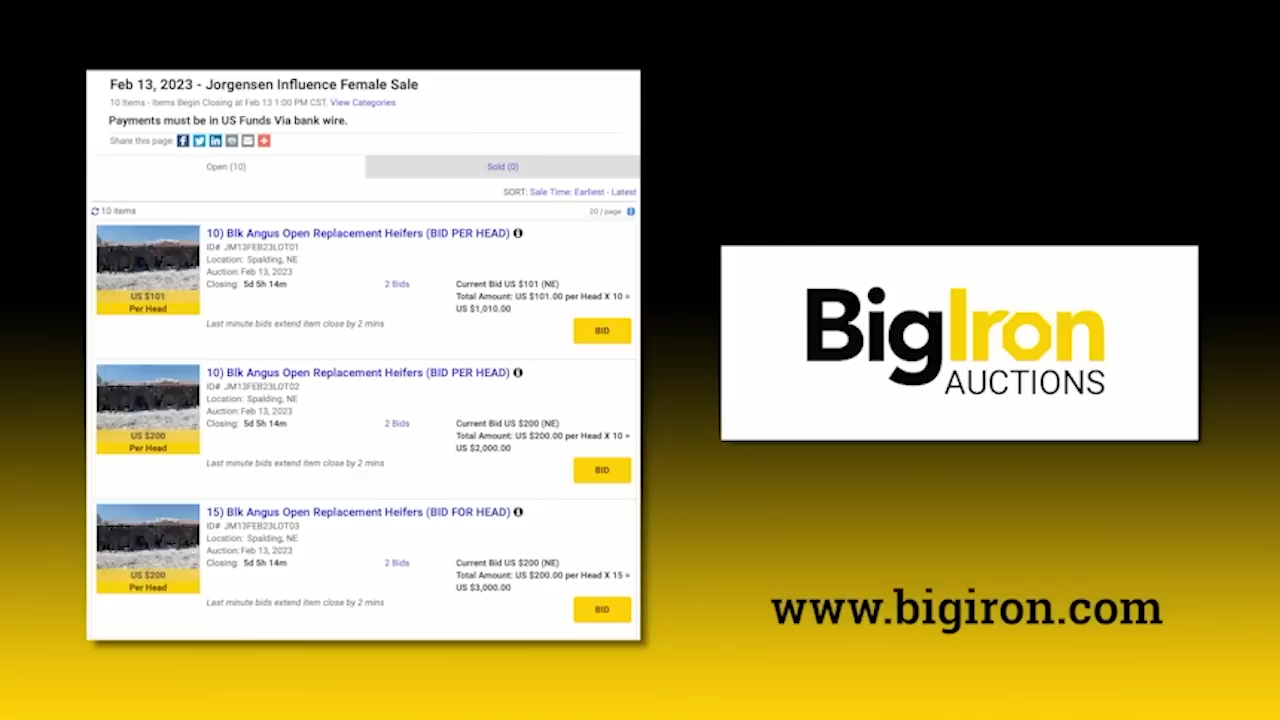 Feb 13, 2023 - Jorgensen Influence Female Sale
10 Items - Items Begin Closing at Feb 13 1:00 PM CST. View Categories
Payments must be in US Funds Via bank wire.
Share this page:
Open (10)
Sold (0)
SORT: Sale Time: Earliest - Latest
10 items
20 / page
10) Blk Angus Open Replacement Heifers (BID PER HEAD)
ID# JM13FEB23LOT01
Location: Spalding, NE
Auction: Feb 13, 2023
Closing: 5d 5h 14m
2 Bids
Current Bid US $101 (NE)
Total Amount: US $101.00 per Head X 10 =
US $1,010.00
US $101
Per Head
Last minute bids extend item close by 2 mins
BID
10) Blk Angus Open Replacement Heifers (BID PER HEAD)
ID# JM13FEB23LOT02
Location: Spalding, NE
Auction: Feb 13, 2023
Closing: 5d 5h 14m
2 Bids
Current Bid US $200 (NE)
Total Amount: US $200.00 per Head X 10 =
US $2,000.00
US $200
Per Head
Last minute bids extend item close by 2 mins
BID
15) Blk Angus Open Replacement Heifers (BID FOR HEAD)
ID# JM13FEB23LOT03
Location: Spalding, NE
Auction: Feb 13, 2023
Closing: 5d 5h 14m
2 Bids
Current Bid US $200 (NE)
Total Amount: US $200.00 per Head X 15 =
US $3,000.00
US $200
Per Head
Last minute bids extend item close by 2 mins
BID
BigIron
AUCTIONS
www.bigiron.com